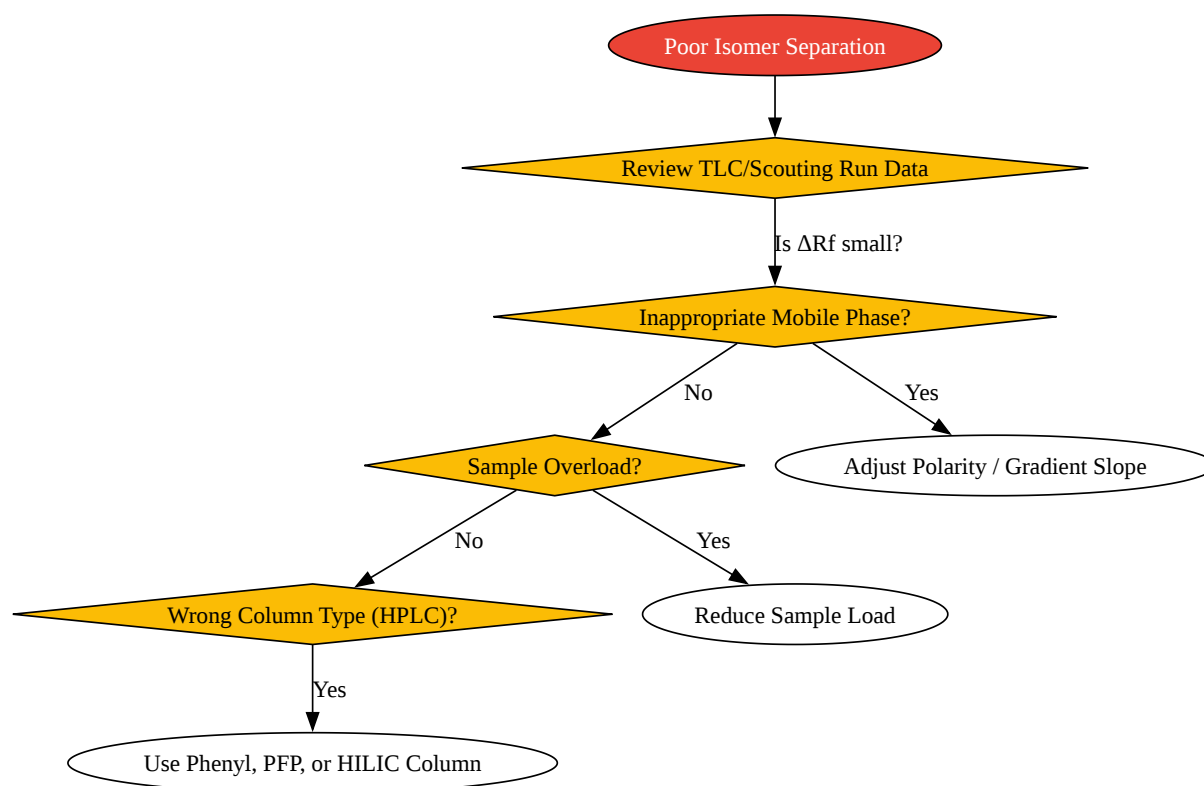 Poor Isomer Separation
Review TLC/Scouting Run Data
Is ΔRf small?
Inappropriate Mobile Phase?
No
Yes
Sample Overload?
Adjust Polarity / Gradient Slope
No
Yes
Wrong Column Type (HPLC)?
Reduce Sample Load
Yes
Use Phenyl, PFP, or HILIC Column